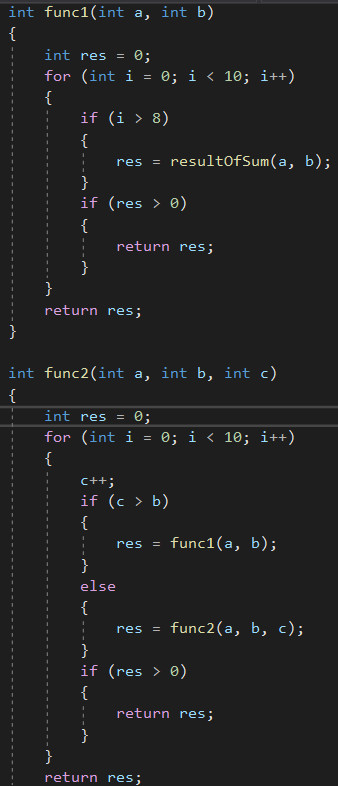 int func1(int a, int b)
{
    int res = 0;
    for (int i = 0; i < 10; i++)
    {
        if (i > 8)
        {
            res = resultOfSum(a, b);
        }
        if (res > 0)
        {
            return res;
        }
    }
    return res;
}

int func2(int a, int b, int c)
{
    int res = 0;
    for (int i = 0; i < 10; i++)
    {
        c++;
        if (c > b)
        {
            res = func1(a, b);
        }
        else
        {
            res = func2(a, b, c);
        }
        if (res > 0)
        {
            return res;
        }
    }
    return res;